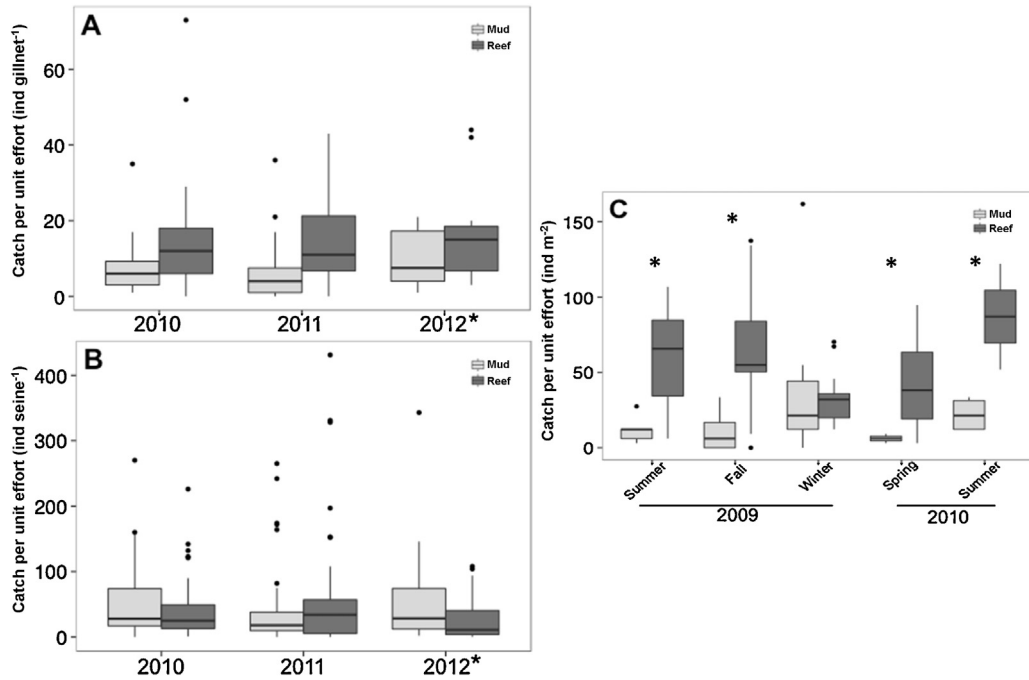 A
Mud
Reef
Catch per unit effort (ind gillnet⁻¹)
60
40
20
0
2010
2011
2012*
B
Mud
Reef
Catch per unit effort (ind seine⁻¹)
400
300
200
100
0
2010
2011
2012*
C
Mud
Reef
Catch per unit effort (ind m⁻²)
150
100
50
0
*
*
*
*
Summer
Fall
Winter
Spring
Summer
2009
2010